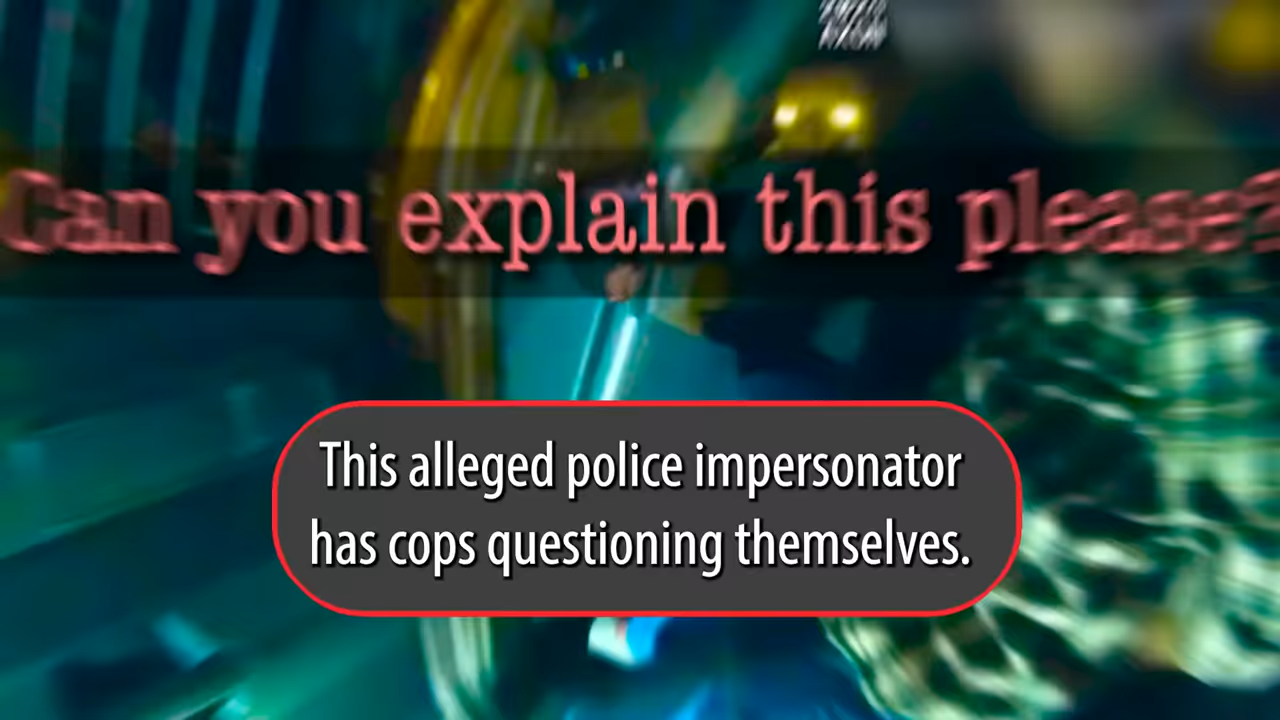 Can you explain this please?
This alleged police impersonator
has cops questioning themselves.